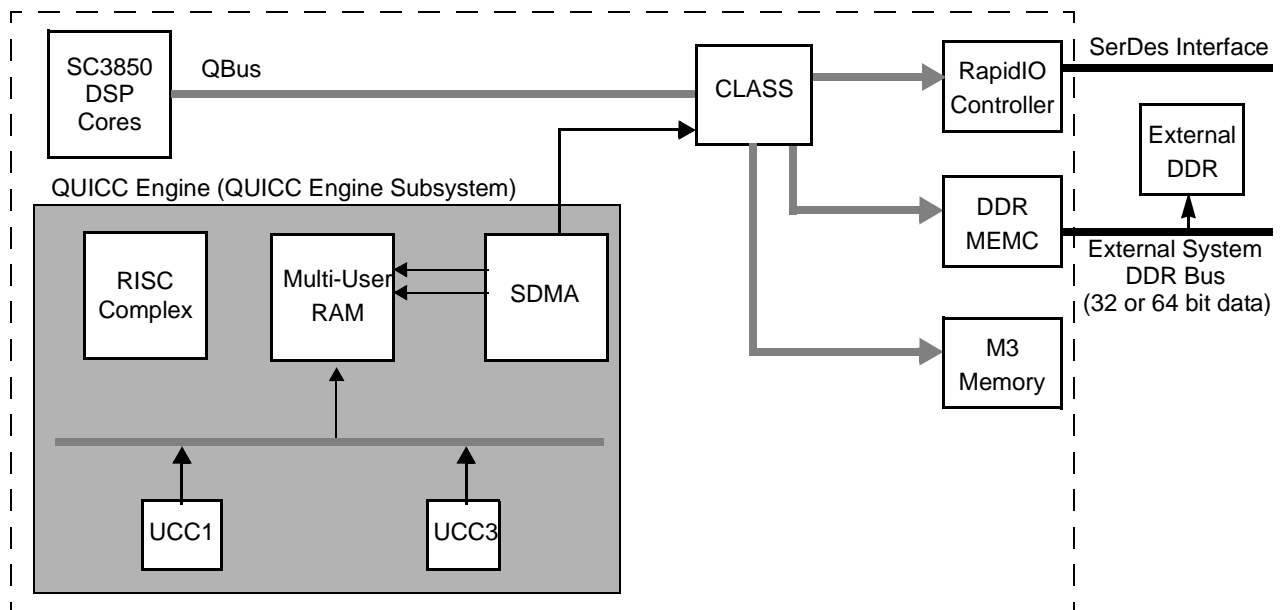 SC3850
DSP
Cores
QBus
CLASS
RapidIO
Controller
SerDes Interface
External
DDR
QUICC Engine (QUICC Engine Subsystem)
RISC
Complex
Multi-User
RAM
SDMA
DDR
MEMC
External System
DDR Bus
(32 or 64 bit data)
M3
Memory
UCC1
UCC3